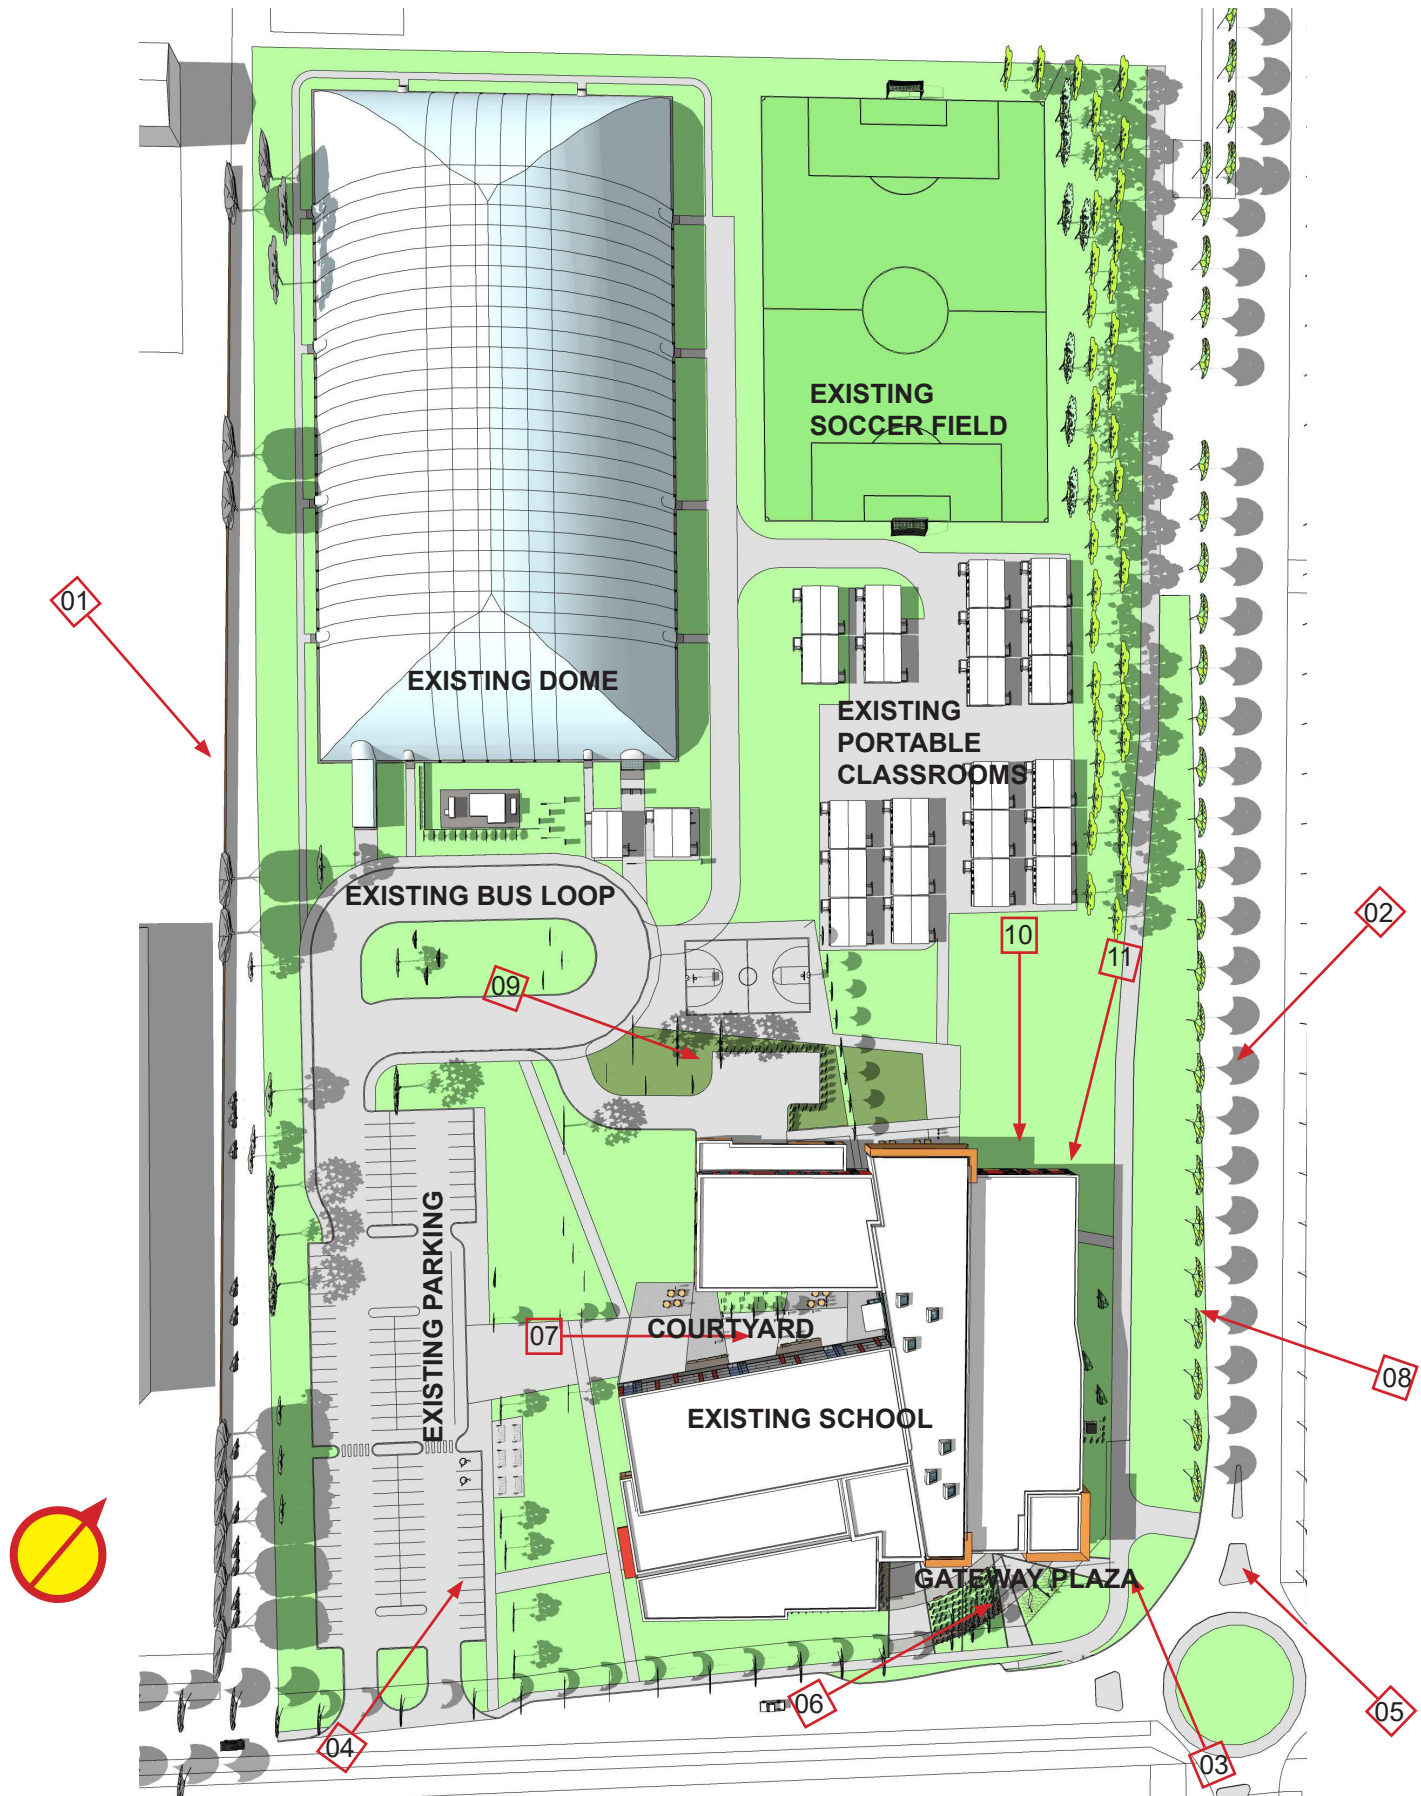 EXISTING
SOCCER FIELD
01
EXISTING DOME
EXISTING
PORTABLE
CLASSROOMS
EXISTING BUS LOOP
02
10
11
09
EXISTING PARKING
07
COURTYARD
08
EXISTING SCHOOL
GATEWAY PLAZA
06
05
04
03